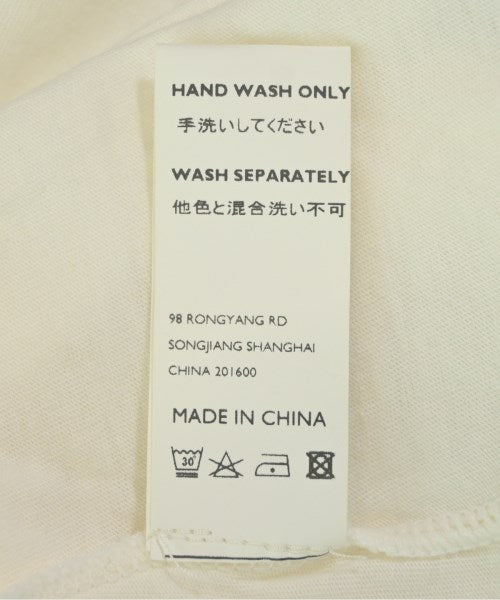 HAND WASH ONLY
手洗いしてください
WASH SEPARATELY
他色と混合洗い不可
98 RONGYANG RD
SONGJIANG SHANGHAI
CHINA 201600
MADE IN CHINA
30°